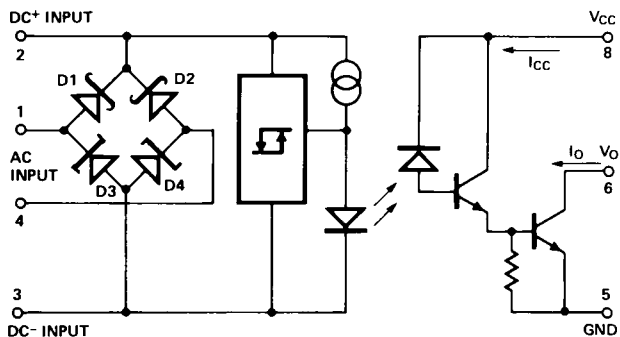 DC+ INPUT
2
D1
D2
1
AC
INPUT
4
D3
D4
3
DC– INPUT
VCC
8
ICC
IO
VO
6
5
GND